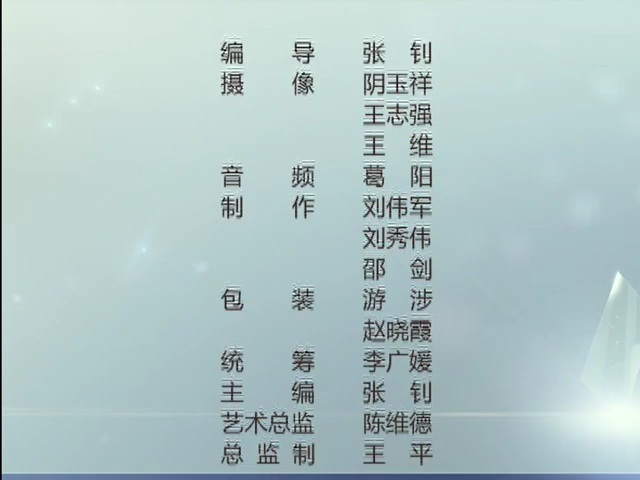 编导 张钊
摄像 阴玉祥
王志强
王维
音频 葛阳
制作 刘伟军
刘秀伟
邵剑
包装 游涉
赵晓霞
统筹 李广媛
主编 张钊
艺术总监 陈维德
总监制 王平